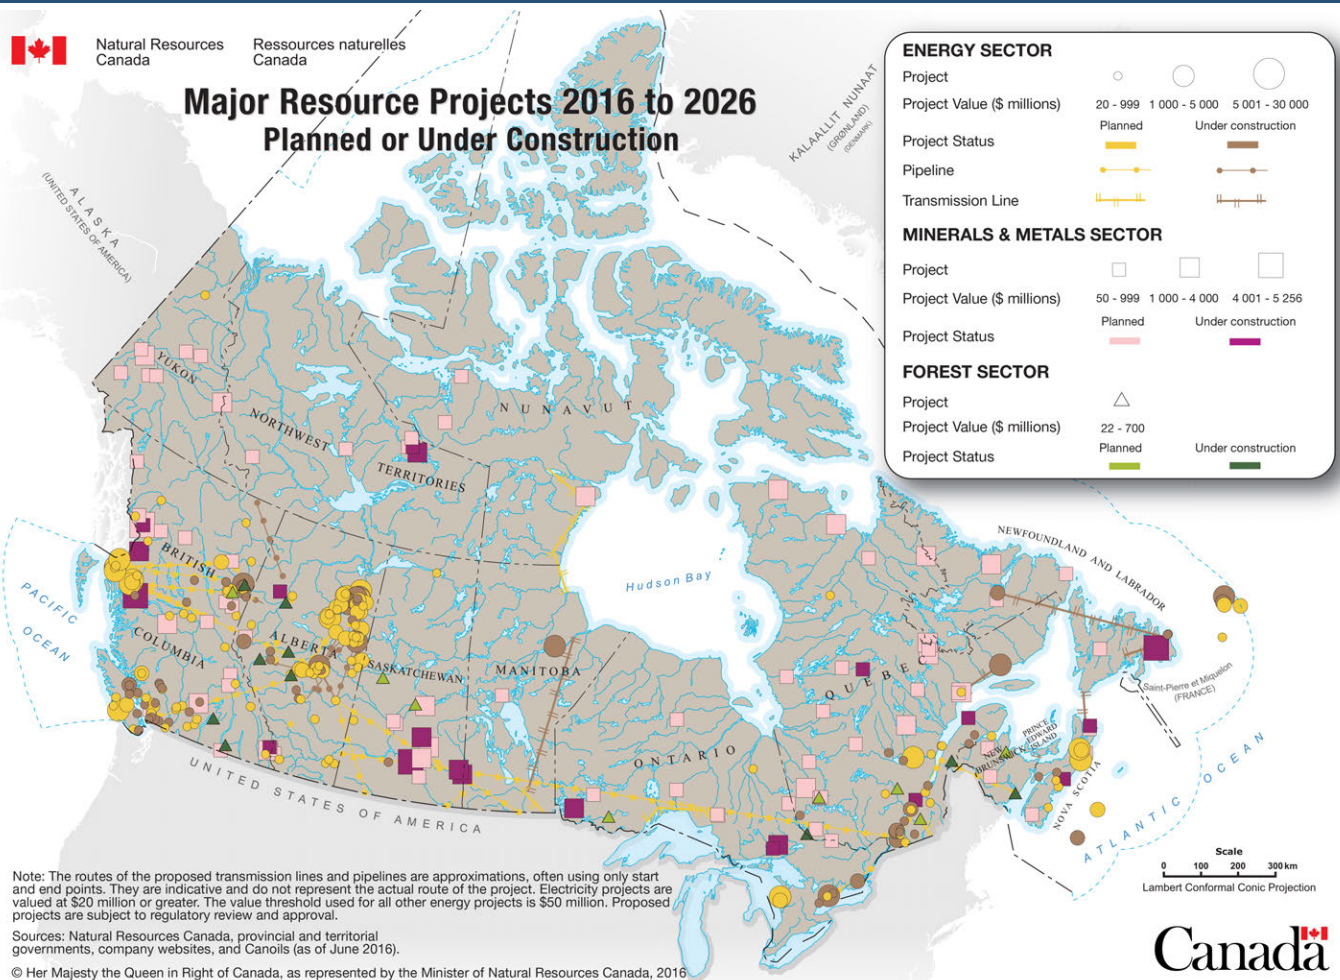 Natural Resources
Canada
Ressources naturelles
Canada
Major Resource Projects 2016 to 2026
Planned or Under Construction
ENERGY SECTOR
Project
Project Value ($ millions) 20 - 999 1 000 - 5 000 5 001 - 30 000
Planned Under construction
Project Status
Pipeline
Transmission Line
MINERALS & METALS SECTOR
Project
Project Value ($ millions) 50 - 999 1 000 - 4 000 4 001 - 5 256
Planned Under construction
Project Status
FOREST SECTOR
Project
Project Value ($ millions) 22 - 700
Planned Under construction
Project Status
KALAALLIT NUNAAT
(GRØNLAND)
(DENMARK)
ALASKA
(UNITED STATES OF AMERICA)
YUKON
NORTHWEST
TERRITORIES
NUNAVUT
BRITISH
COLUMBIA
ALBERTA
SASKATCHEWAN
MANITOBA
Hudson Bay
ONTARIO
QUEBEC
NEWFOUNDLAND AND LABRADOR
NEW
BRUNSWICK
PRINCE
EDWARD
ISLAND
NOVA SCOTIA
Saint-Pierre et Miquelon
(FRANCE)
PACIFIC
OCEAN
ATLANTIC OCEAN
UNITED STATES OF AMERICA
Scale
0 100 200 300 km
Lambert Conformal Conic Projection
Note: The routes of the proposed transmission lines and pipelines are approximations, often using only start
and end points. They are indicative and do not represent the actual route of the project. Electricity projects are
valued at $20 million or greater. The value threshold used for all other energy projects is $50 million. Proposed
projects are subject to regulatory review and approval.
Sources: Natural Resources Canada, provincial and territorial
governments, company websites, and Canoils (as of June 2016).
© Her Majesty the Queen in Right of Canada, as represented by the Minister of Natural Resources Canada, 2016
Canada